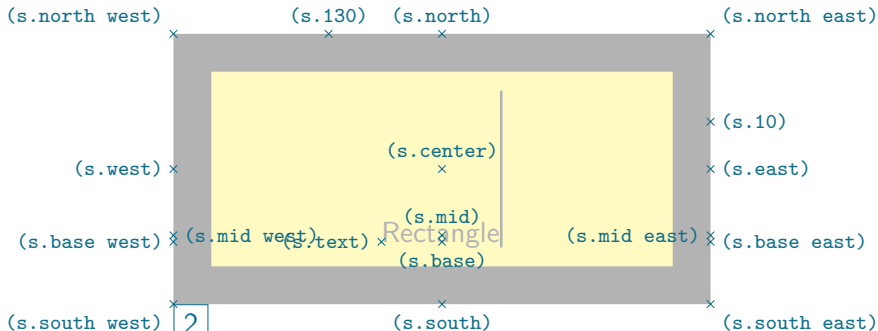 (s.north west) (s.130) (s.north) (s.north east)
(s.10)
(s.center)
(s.west) (s.east)
(s.mid)
(s.mid west) Rectangle (s.mid east)
(s.base west) (s.text) (s.base east)
(s.base)
(s.south west) 2 (s.south) (s.south east)